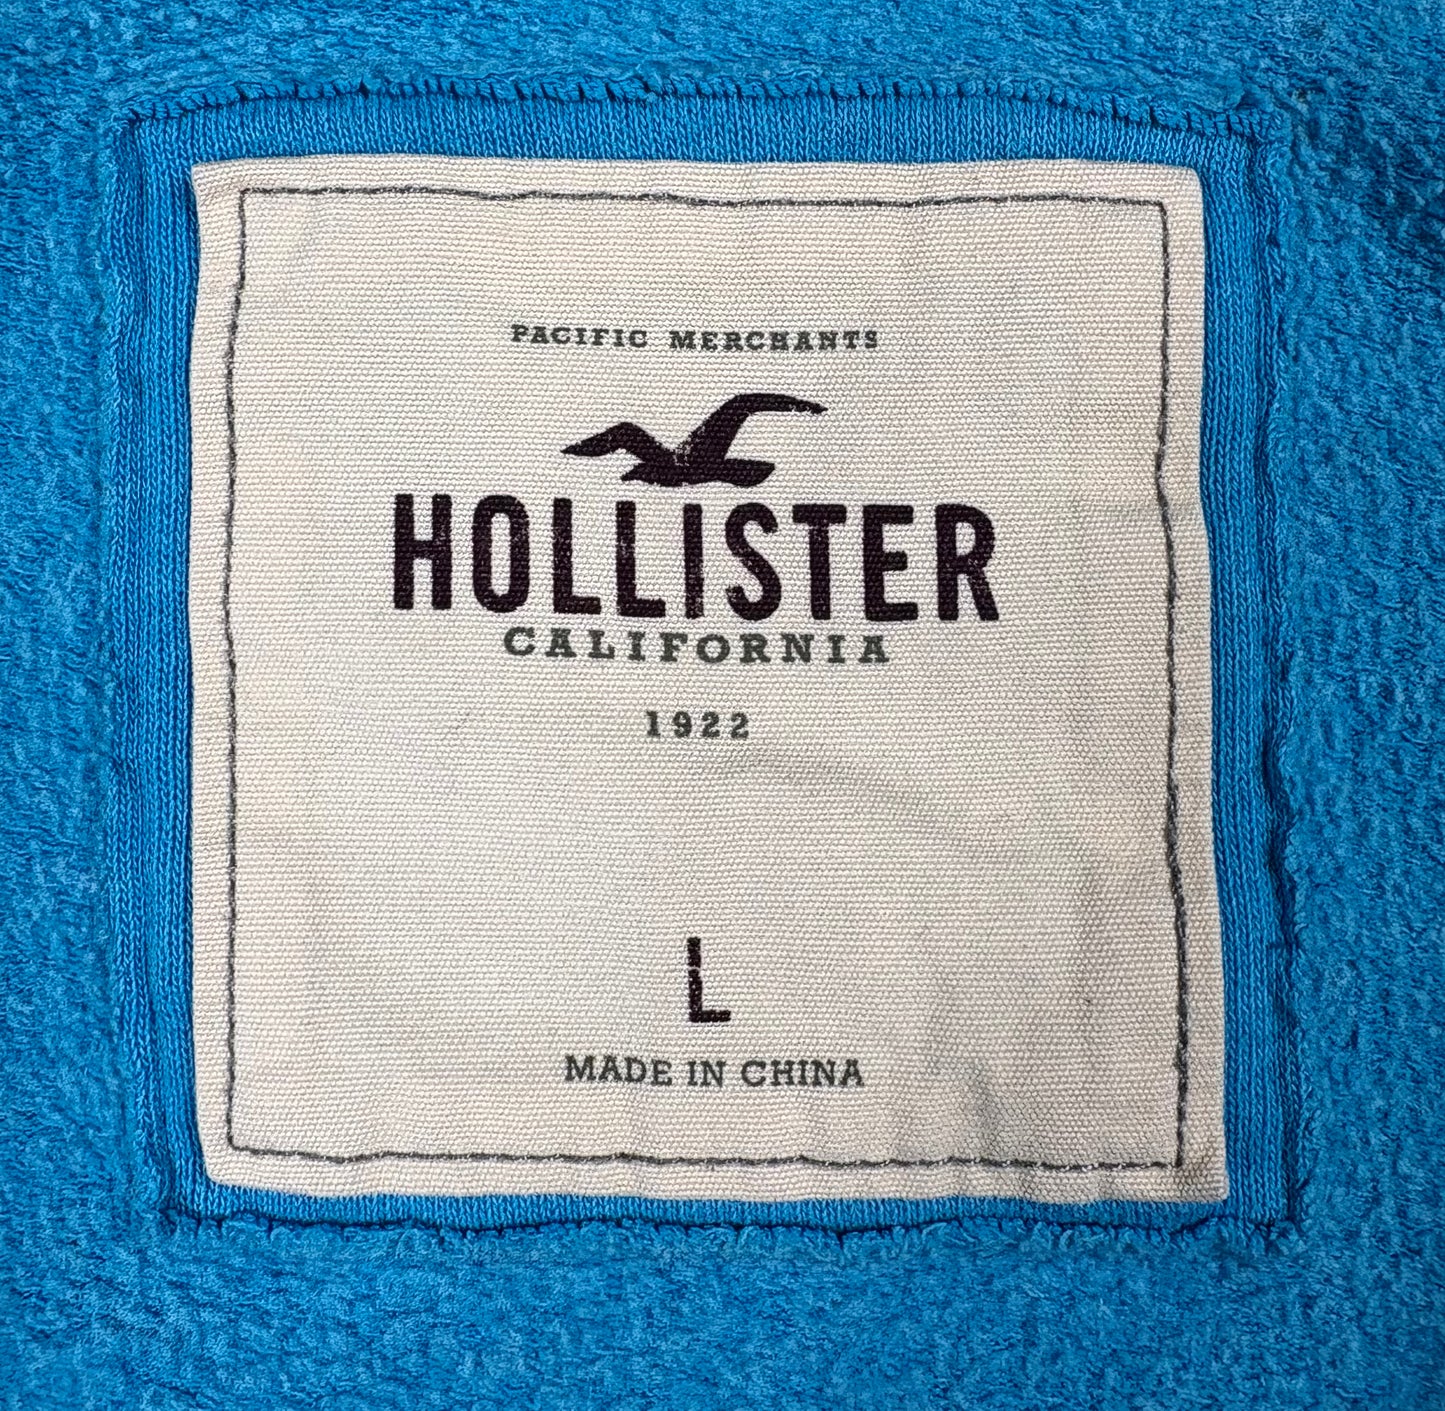 PACIFIC MERCHANTS
HOLLISTER
CALIFORNIA
1922
L
MADE IN CHINA